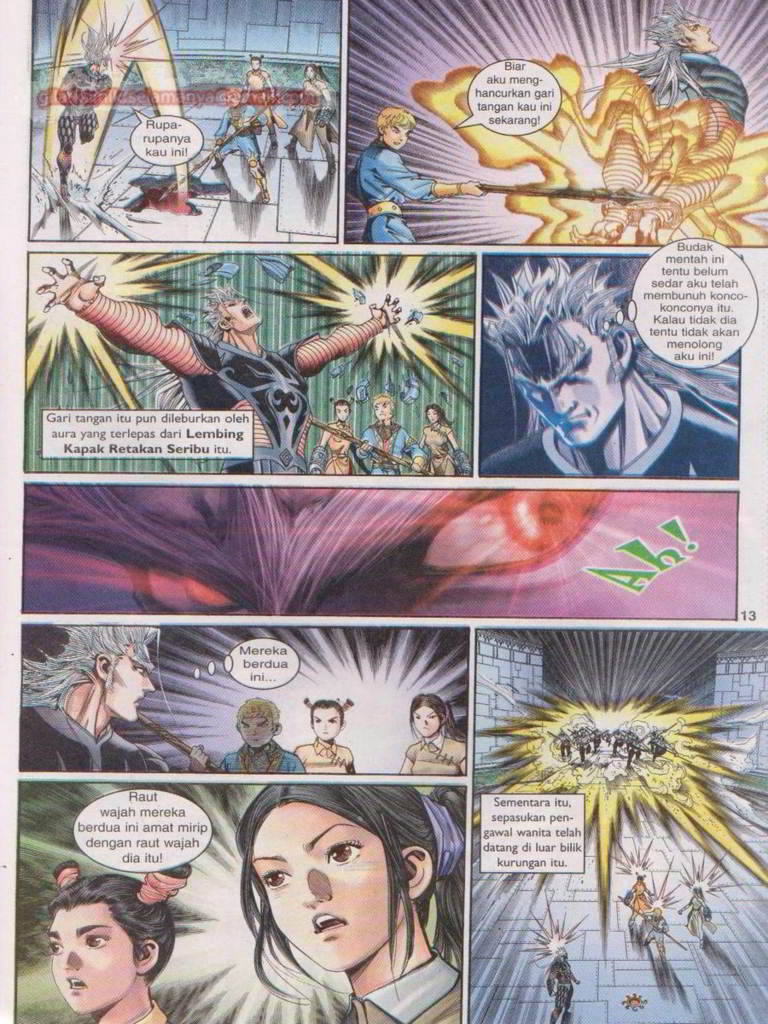 Rupa-
rupanya
kau ini!
Biar
aku meng-
hancurkan gari
tangan kau ini
sekarang!
Gari tangan itu pun dileburkan oleh
aura yang terlepas dari Lembing
Kapak Retakan Seribu itu.
Budak
mentah ini
tentu belum
sedar aku telah
membunuh konco-
konconya itu.
Kalau tidak dia
tentu tidak akan
menolong
aku ini!
Ah!
13
Mereka
berdua
ini...
Raut
wajah mereka
berdua ini amat mirip
dengan raut wajah
dia itu!
Sementara itu,
sepasukan pen-
gawal wanita telah
datang di luar bilik
kurungan itu.